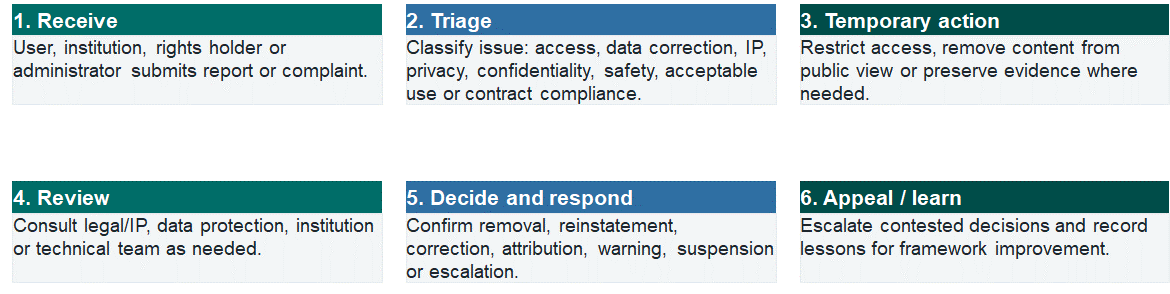 1. Receive
User, institution, rights holder or
administrator submits report or complaint.
2. Triage
Classify issue: access, data correction, IP,
privacy, confidentiality, safety, acceptable
use or contract compliance.
3. Temporary action
Restrict access, remove content from
public view or preserve evidence where
needed.
4. Review
Consult legal/IP, data protection, institution
or technical team as needed.
5. Decide and respond
Confirm removal, reinstatement,
correction, attribution, warning, suspension
or escalation.
6. Appeal / learn
Escalate contested decisions and record
lessons for framework improvement.